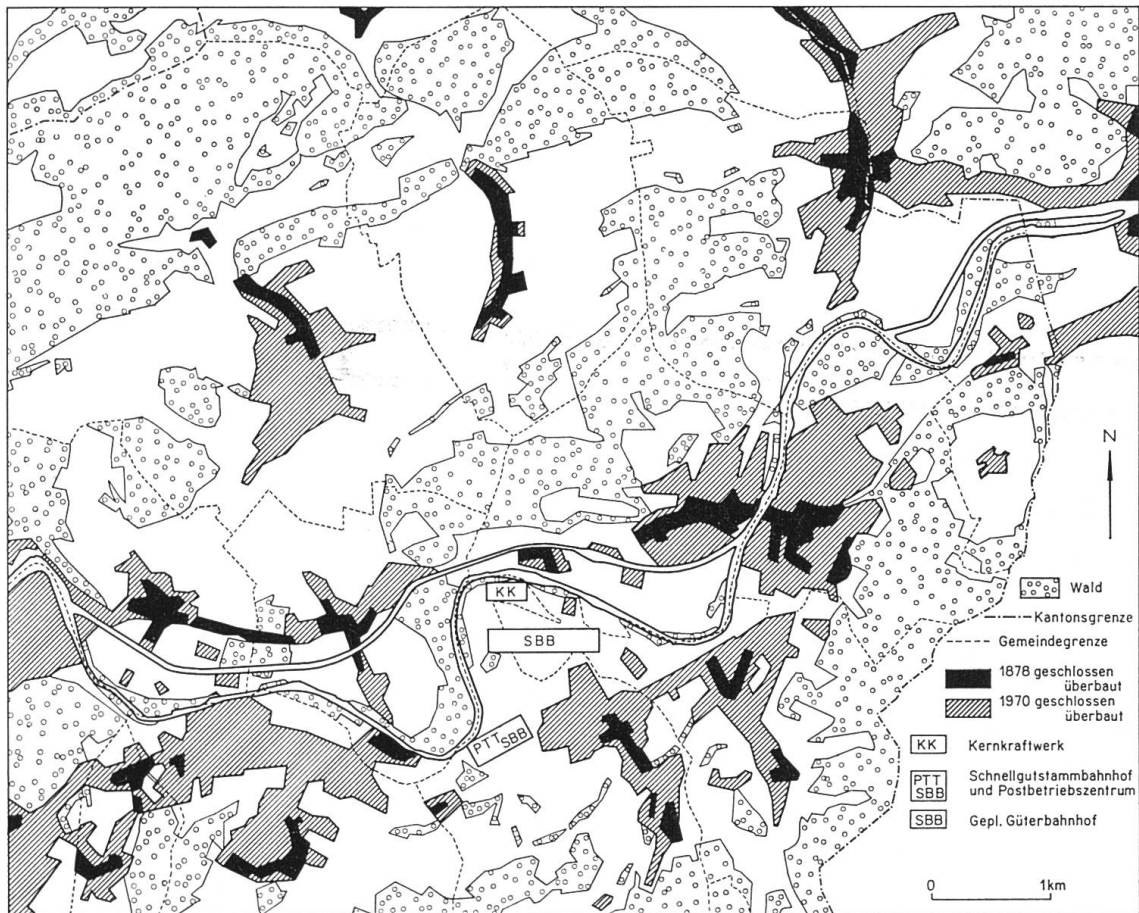 N
Wald
Kantonsgrenze
Gemeindegrenze
1878 geschlossen
überbaut
1970 geschlossen
überbaut
KK Kernkraftwerk
PTT SBB Schnellgutstammbahnhof
und Postbetriebszentrum
SBB Gepl. Güterbahnhof
0 1km
KK
SBB
PTT SBB